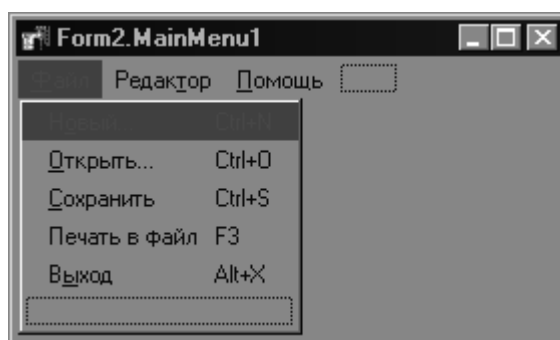 Form2.MainMenu1
Файл Редактор Помощь
Новый Ctrl+N
Открыть... Ctrl+O
Сохранить Ctrl+S
Печать в файл F3
Выход Alt+X